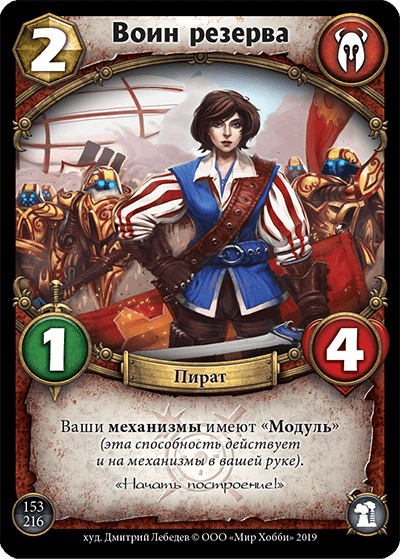 2
Воин резерва
1
4
Пират
Ваши механизмы имеют «Модуль»
(эта способность действует
и на механизмы в вашей руке).
«Начать построение!»
153
216
худ. Дмитрий Лебедев © ООО «Мир Хобби» 2019